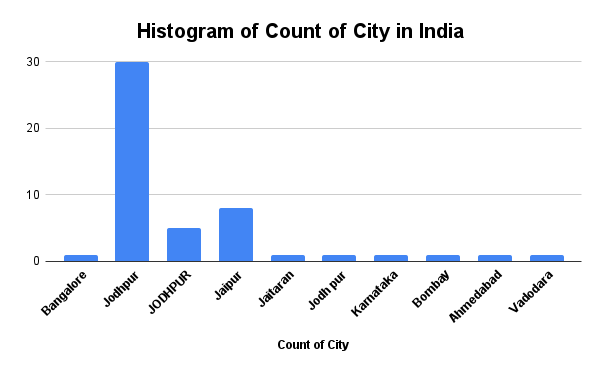 Histogram of Count of City in India
30
20
10
0
Bangalore
Jodhpur
JODHPUR
Jaipur
Jaitaran
Jodh pur
Karnataka
Bombay
Ahmedabad
Vadodara
Count of City